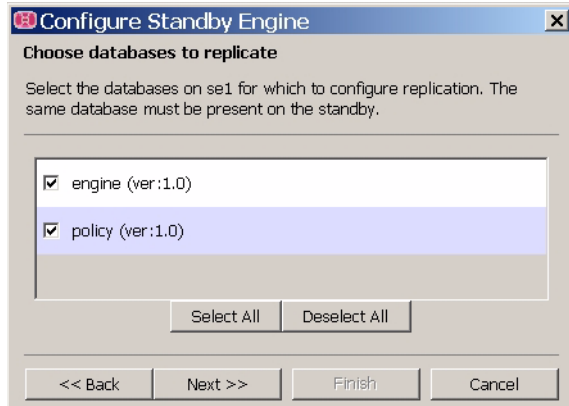 Configure Standby Engine
Choose databases to replicate
Select the databases on se1 for which to configure replication. The
same database must be present on the standby.
engine (ver:1.0)
policy (ver:1.0)
Select All Deselect All
<< Back Next >> Finish Cancel